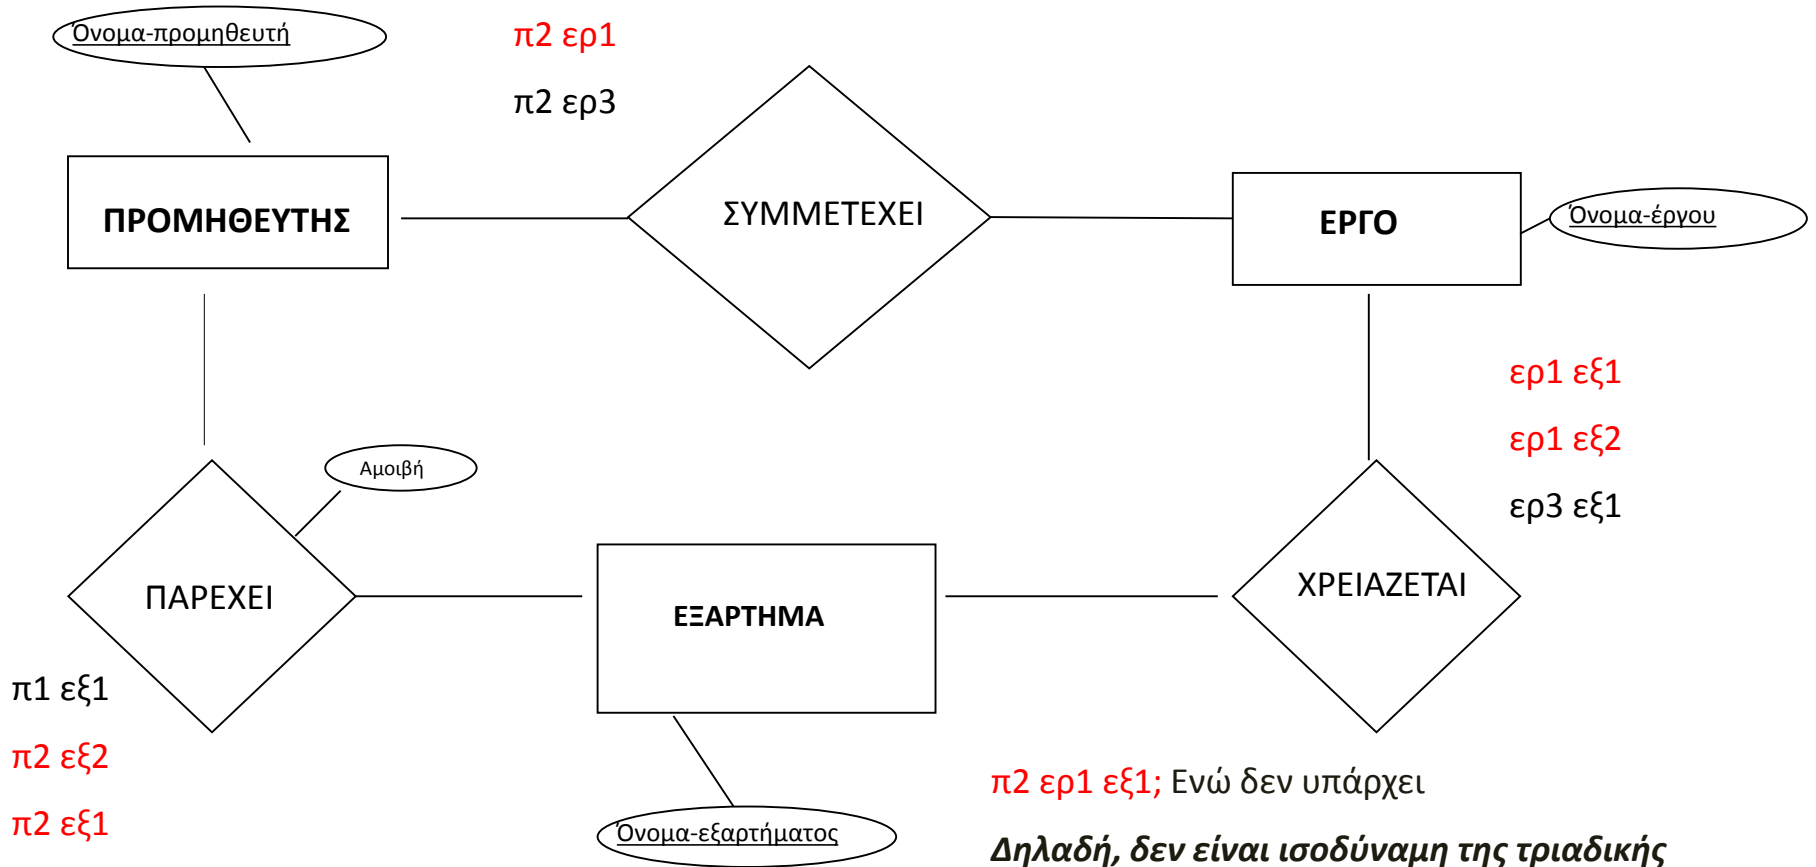 Όνομα-προμηθευτή
π2 ερ1
π2 ερ3
ΠΡΟΜΗΘΕΥΤΗΣ
ΣΥΜΜΕΤΕΧΕΙ
ΕΡΓΟ
Όνομα-έργου
ερ1 εξ1
ερ1 εξ2
ερ3 εξ1
Αμοιβή
ΠΑΡΕΧΕΙ
ΕΞΑΡΤΗΜΑ
ΧΡΕΙΑΖΕΤΑΙ
π1 εξ1
π2 εξ2
π2 εξ1
Όνομα-εξαρτήματος
π2 ερ1 εξ1; Ενώ δεν υπάρχει
Δηλαδή, δεν είναι ισοδύναμη της τριαδικής